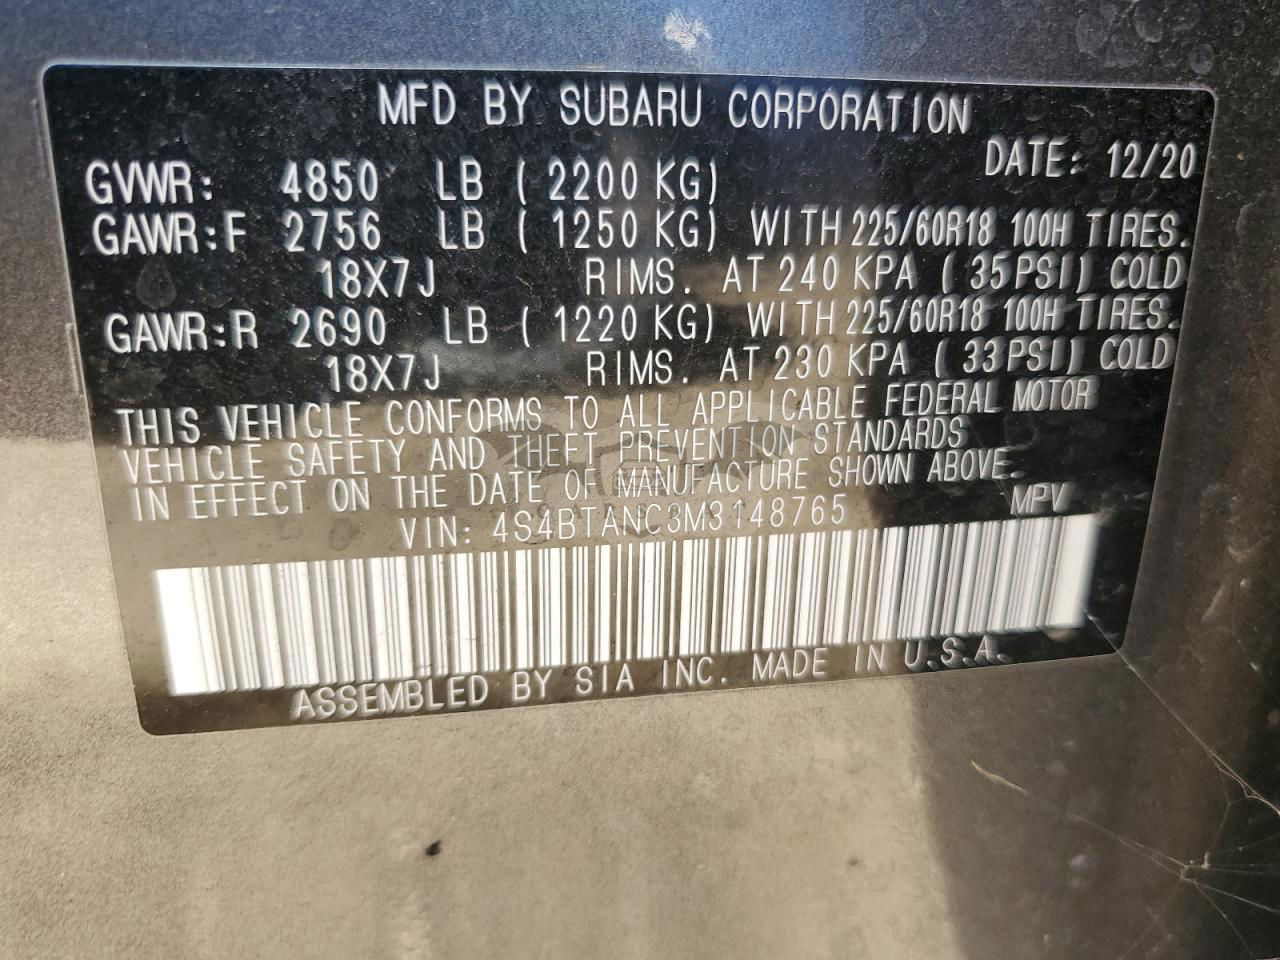 MFD BY SUBARU CORPORATION
DATE: 12/20
GVWR: 4850 LB ( 2200 KG)
GAWR:F 2756 LB ( 1250 KG) WITH 225/60R18 100H TIRES.
18X7J RIMS. AT 240 KPA ( 35PSI) COLD
GAWR:R 2690 LB ( 1220 KG) WITH 225/60R18 100H TIRES.
18X7J RIMS. AT 230 KPA ( 33PSI) COLD
THIS VEHICLE CONFORMS TO ALL APPLICABLE FEDERAL MOTOR
VEHICLE SAFETY AND THEFT PREVENTION STANDARDS
IN EFFECT ON THE DATE OF MANUFACTURE SHOWN ABOVE.
VIN: 4S4BTANC3M3148765 MPV
ASSEMBLED BY SIA INC. MADE IN U.S.A.